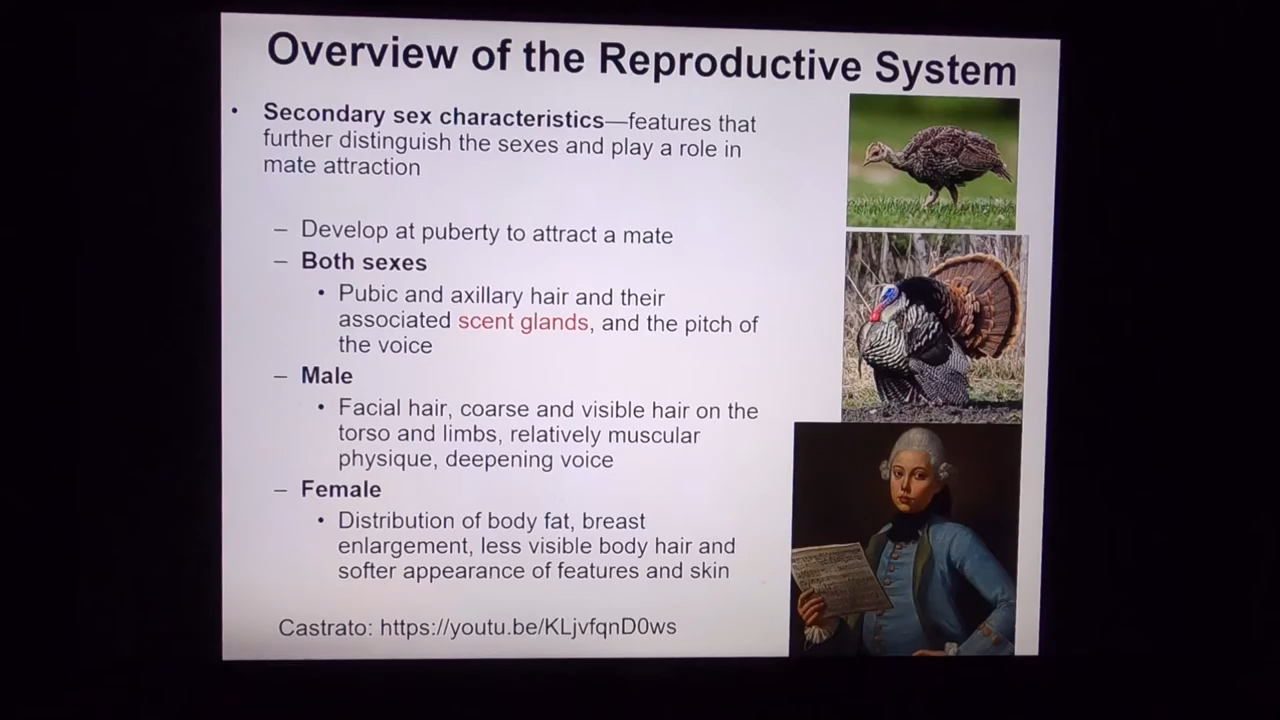 Overview of the Reproductive System
• Secondary sex characteristics—features that
further distinguish the sexes and play a role in
mate attraction
– Develop at puberty to attract a mate
– Both sexes
• Pubic and axillary hair and their
associated scent glands, and the pitch of
the voice
– Male
• Facial hair, coarse and visible hair on the
torso and limbs, relatively muscular
physique, deepening voice
– Female
• Distribution of body fat, breast
enlargement, less visible body hair and
softer appearance of features and skin
Castrato: https://youtu.be/KLjvfqnD0ws